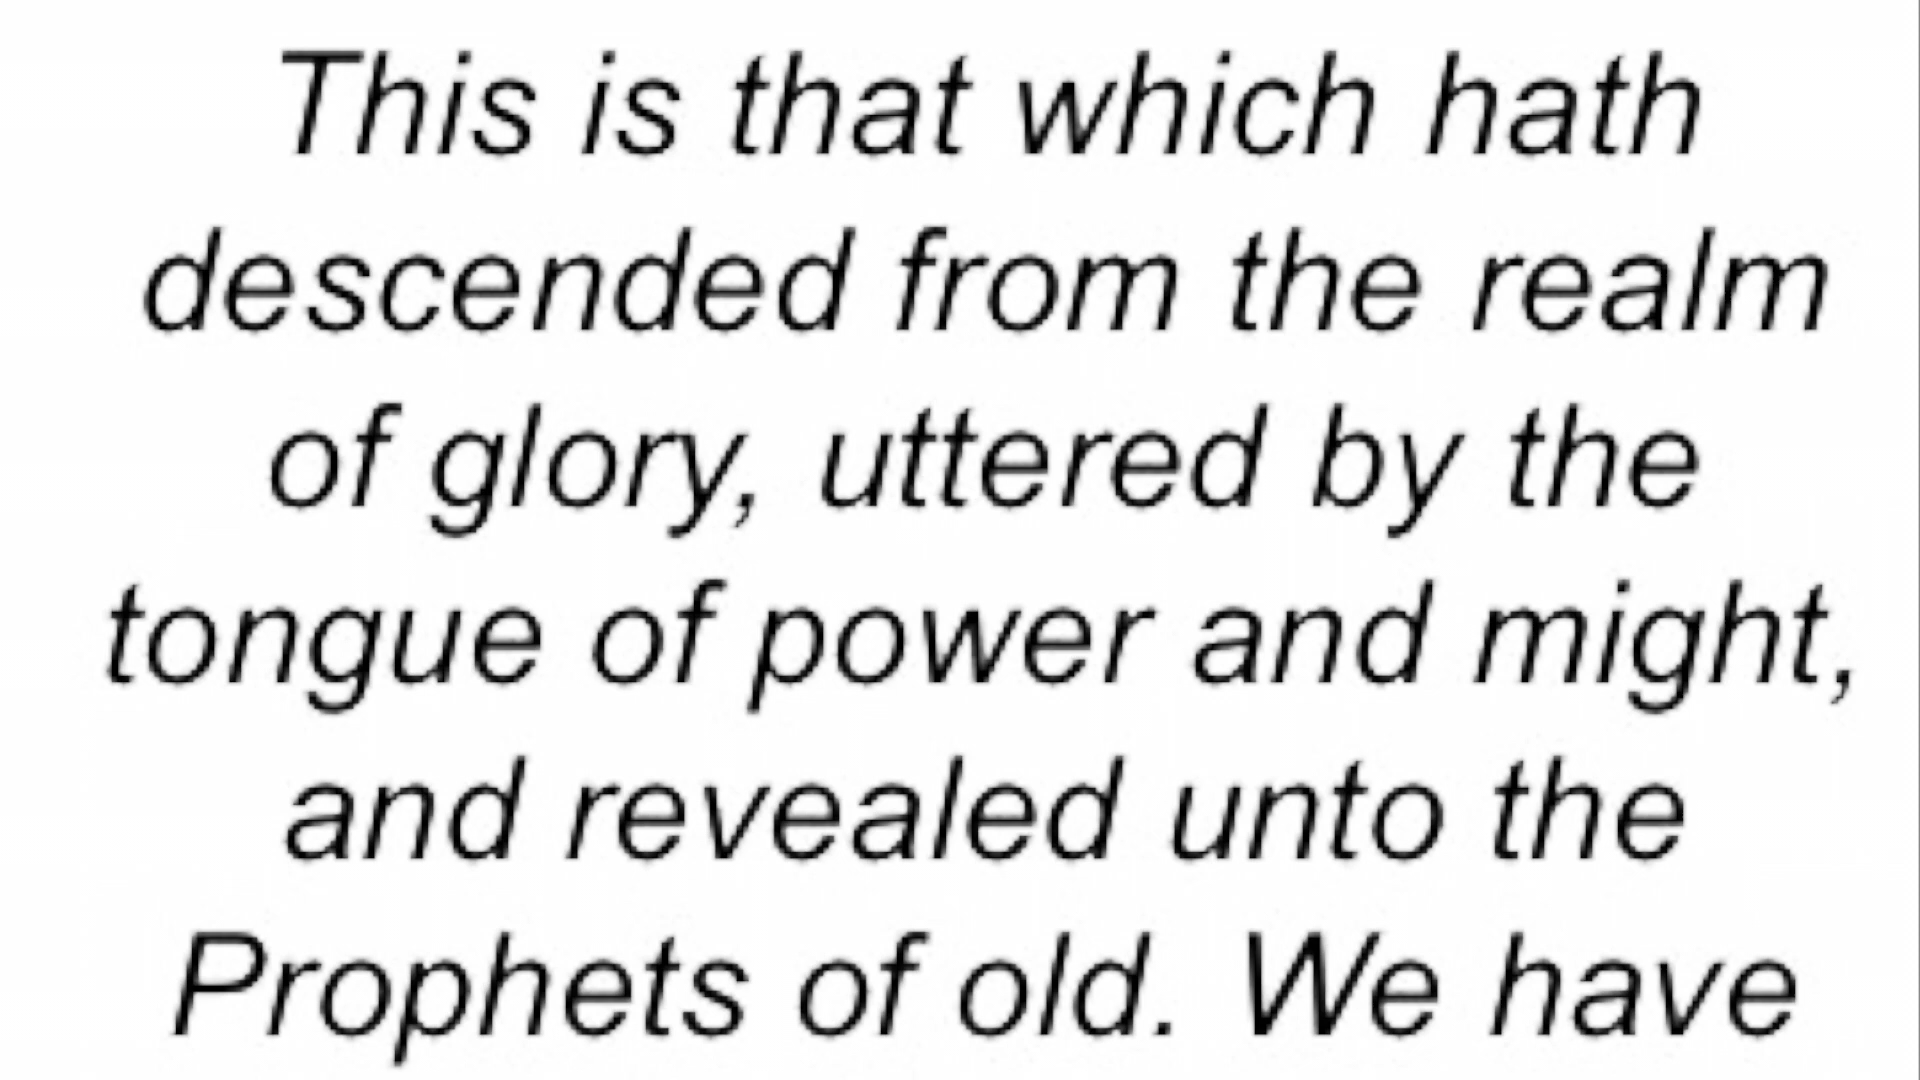 This is that which hath
descended from the realm
of glory, uttered by the
tongue of power and might,
and revealed unto the
Prophets of old. We have